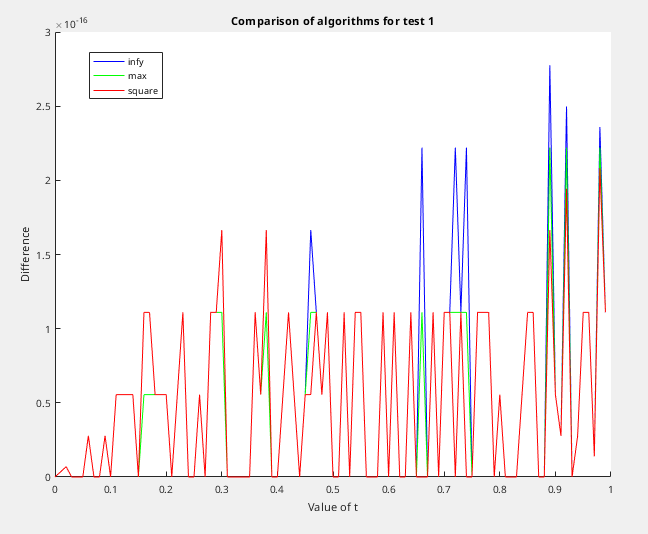 Comparison of algorithms for test 1
×10^-16
infy
max
square
3
2.5
2
1.5
1
0.5
0
Difference
0 0.1 0.2 0.3 0.4 0.5 0.6 0.7 0.8 0.9 1
Value of t